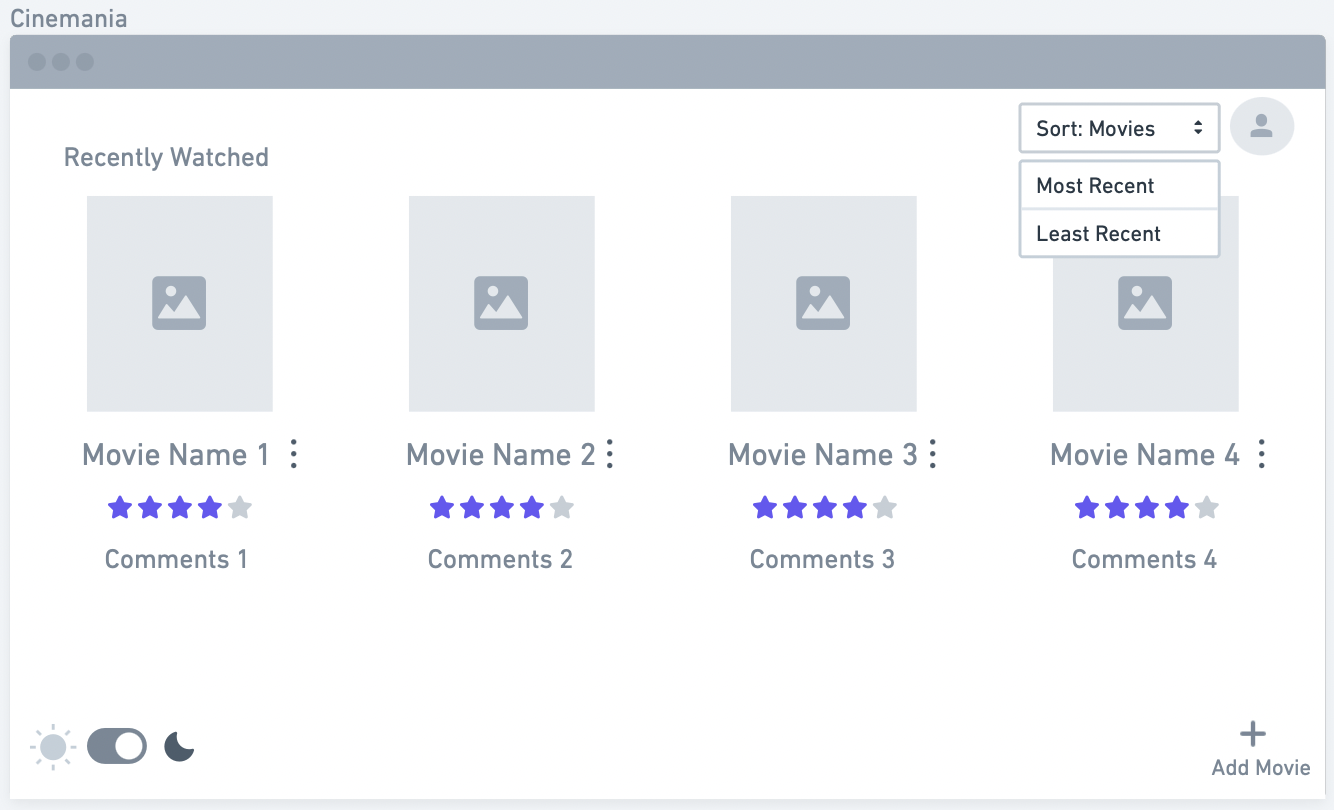 Cinemania
Sort: Movies
Recently Watched
Most Recent
Least Recent
Movie Name 1
Movie Name 2
Movie Name 3
Movie Name 4
Comments 1
Comments 2
Comments 3
Comments 4
Add Movie